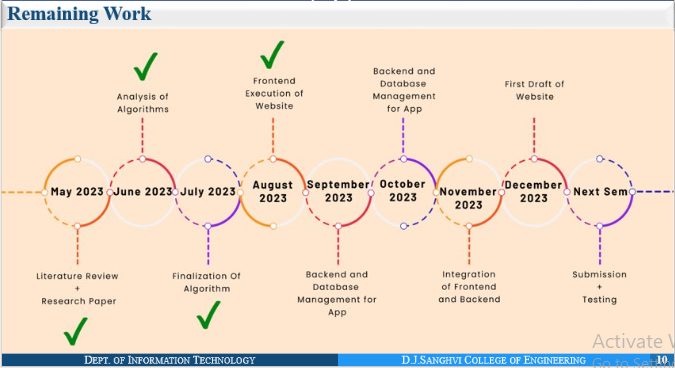 Remaining Work
Analysis of
Algorithms
Frontend
Execution of
Website
Backend and
Database
Management
for App
First Draft of
Website
May 2023
June 2023
July 2023
August
2023
September
2023
October
2023
November
2023
December
2023
Next Sem
Literature Review
+
Research Paper
Finalization Of
Algorithm
Backend and
Database
Management for
App
Integration
of Frontend
and Backend
Submission
+
Testing
Activate
Go to
DEPT. OF INFORMATION TECHNOLOGY
D.J.SANGHVI COLLEGE OF ENGINEERING
10